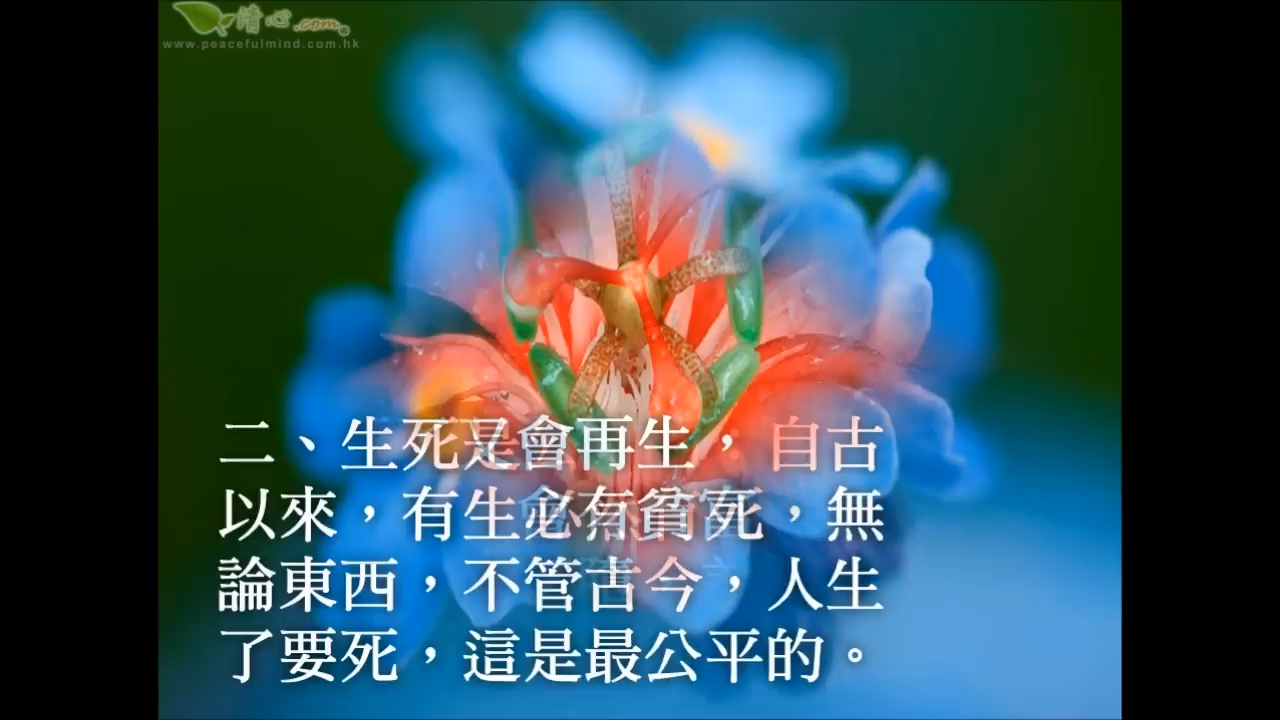 清心.com
www.peacefulmind.com.hk
二、生死是會再生，自古
以來，有生必有死，無
論東西，不管古今，人生
了要死，這是最公平的。